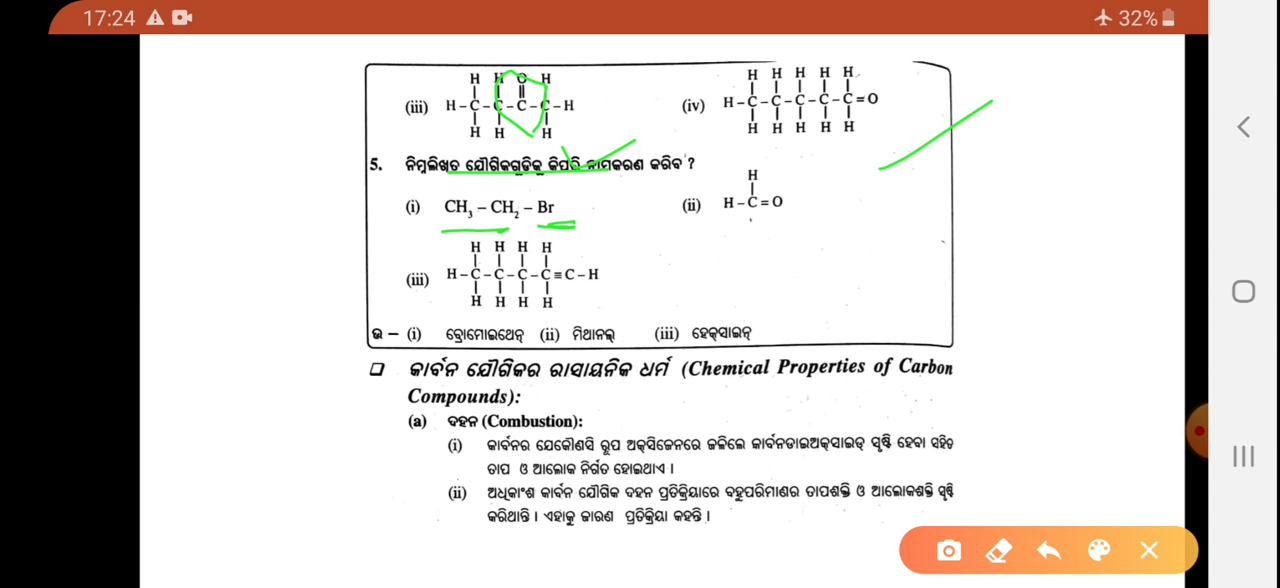 17:24
32%
H H O H
(iii) H-C-C-C-C-H
H H H
H H H H H
(iv) H-C-C-C-C-C=O
H H H H H
5. ନିମ୍ନଲିଖିତ ଯୌଗିକଗୁଡିକୁ କିପରି ନାମକରଣ କରିବ ?
(i) CH₃ – CH₂ – Br
H
(ii) H-C=O
H H H H
(iii) H-C-C-C-C≡C-H
H H H H
ଉ – (i) ବ୍ରୋମୋଇଥେନ୍ (ii) ମିଥାନଲ୍ (iii) ହେକ୍ସାଇନ୍
❑ କାର୍ବନ ଯୌଗିକର ରାସାୟନିକ ଧର୍ମ (Chemical Properties of Carbon
Compounds):
(a) ଦହନ (Combustion):
(i) କାର୍ବନର ଯେକୌଣସି ରୂପ ଅକ୍ସିଜେନରେ ଜଳିଲେ କାର୍ବନଡାଇଅକ୍ସାଇଡ୍ ସୃଷ୍ଟି ହେବା ସହିତ
ତାପ ଓ ଆଲୋକ ନିର୍ଗତ ହୋଇଥାଏ ।
(ii) ଅଧିକାଂଶ କାର୍ବନ ଯୌଗିକ ଦହନ ପ୍ରତିକ୍ରିୟାରେ ବହୁପରିମାଣର ତାପଶକ୍ତି ଓ ଆଲୋକଶକ୍ତି ସୃଷ୍ଟି
କରିଥାନ୍ତି । ଏହାକୁ ଜାରଣ ପ୍ରତିକ୍ରିୟା କହନ୍ତି ।